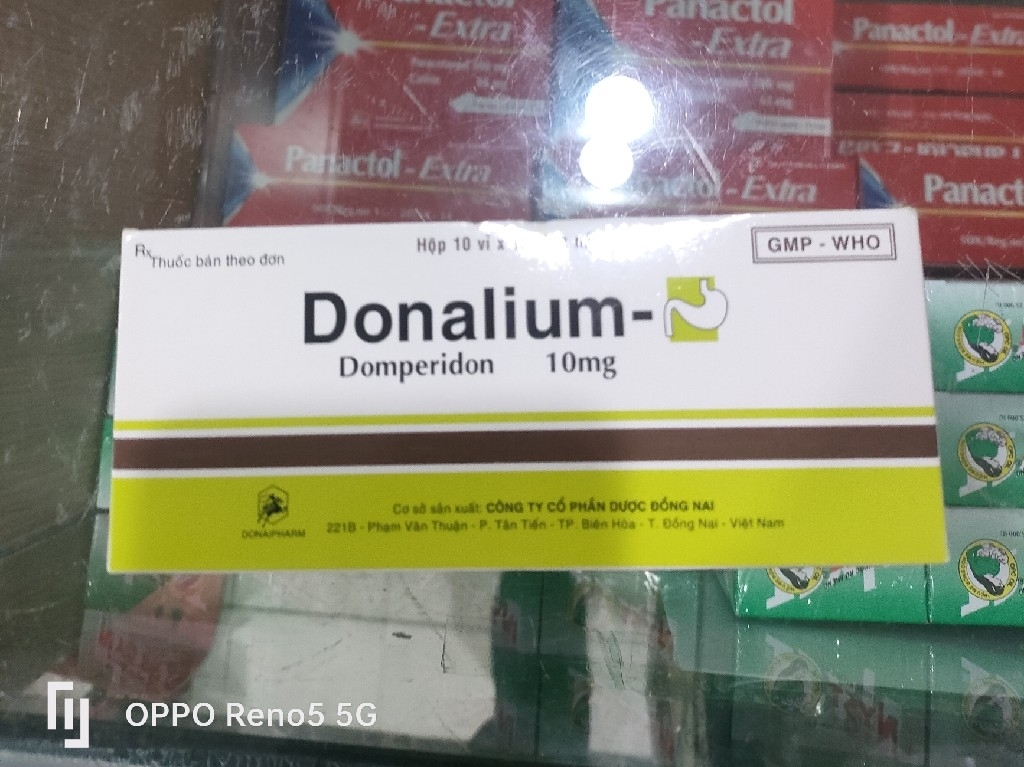 Panactol
-Extra
Panactol
-Extra
Panactol-Extra
Panactol-Extra
-Extra
Panact
Rx Thuốc bán theo đơn
Hộp 10 vỉ x
GMP - WHO
Donalium-
Domperidon 10mg
Cơ sở sản xuất: CÔNG TY CỔ PHẦN DƯỢC ĐỒNG NAI
221B - Phạm Văn Thuận - P. Tân Tiến - TP. Biên Hòa - T. Đồng Nai - Việt Nam
DONAIPHARM
OPPO Reno5 5G